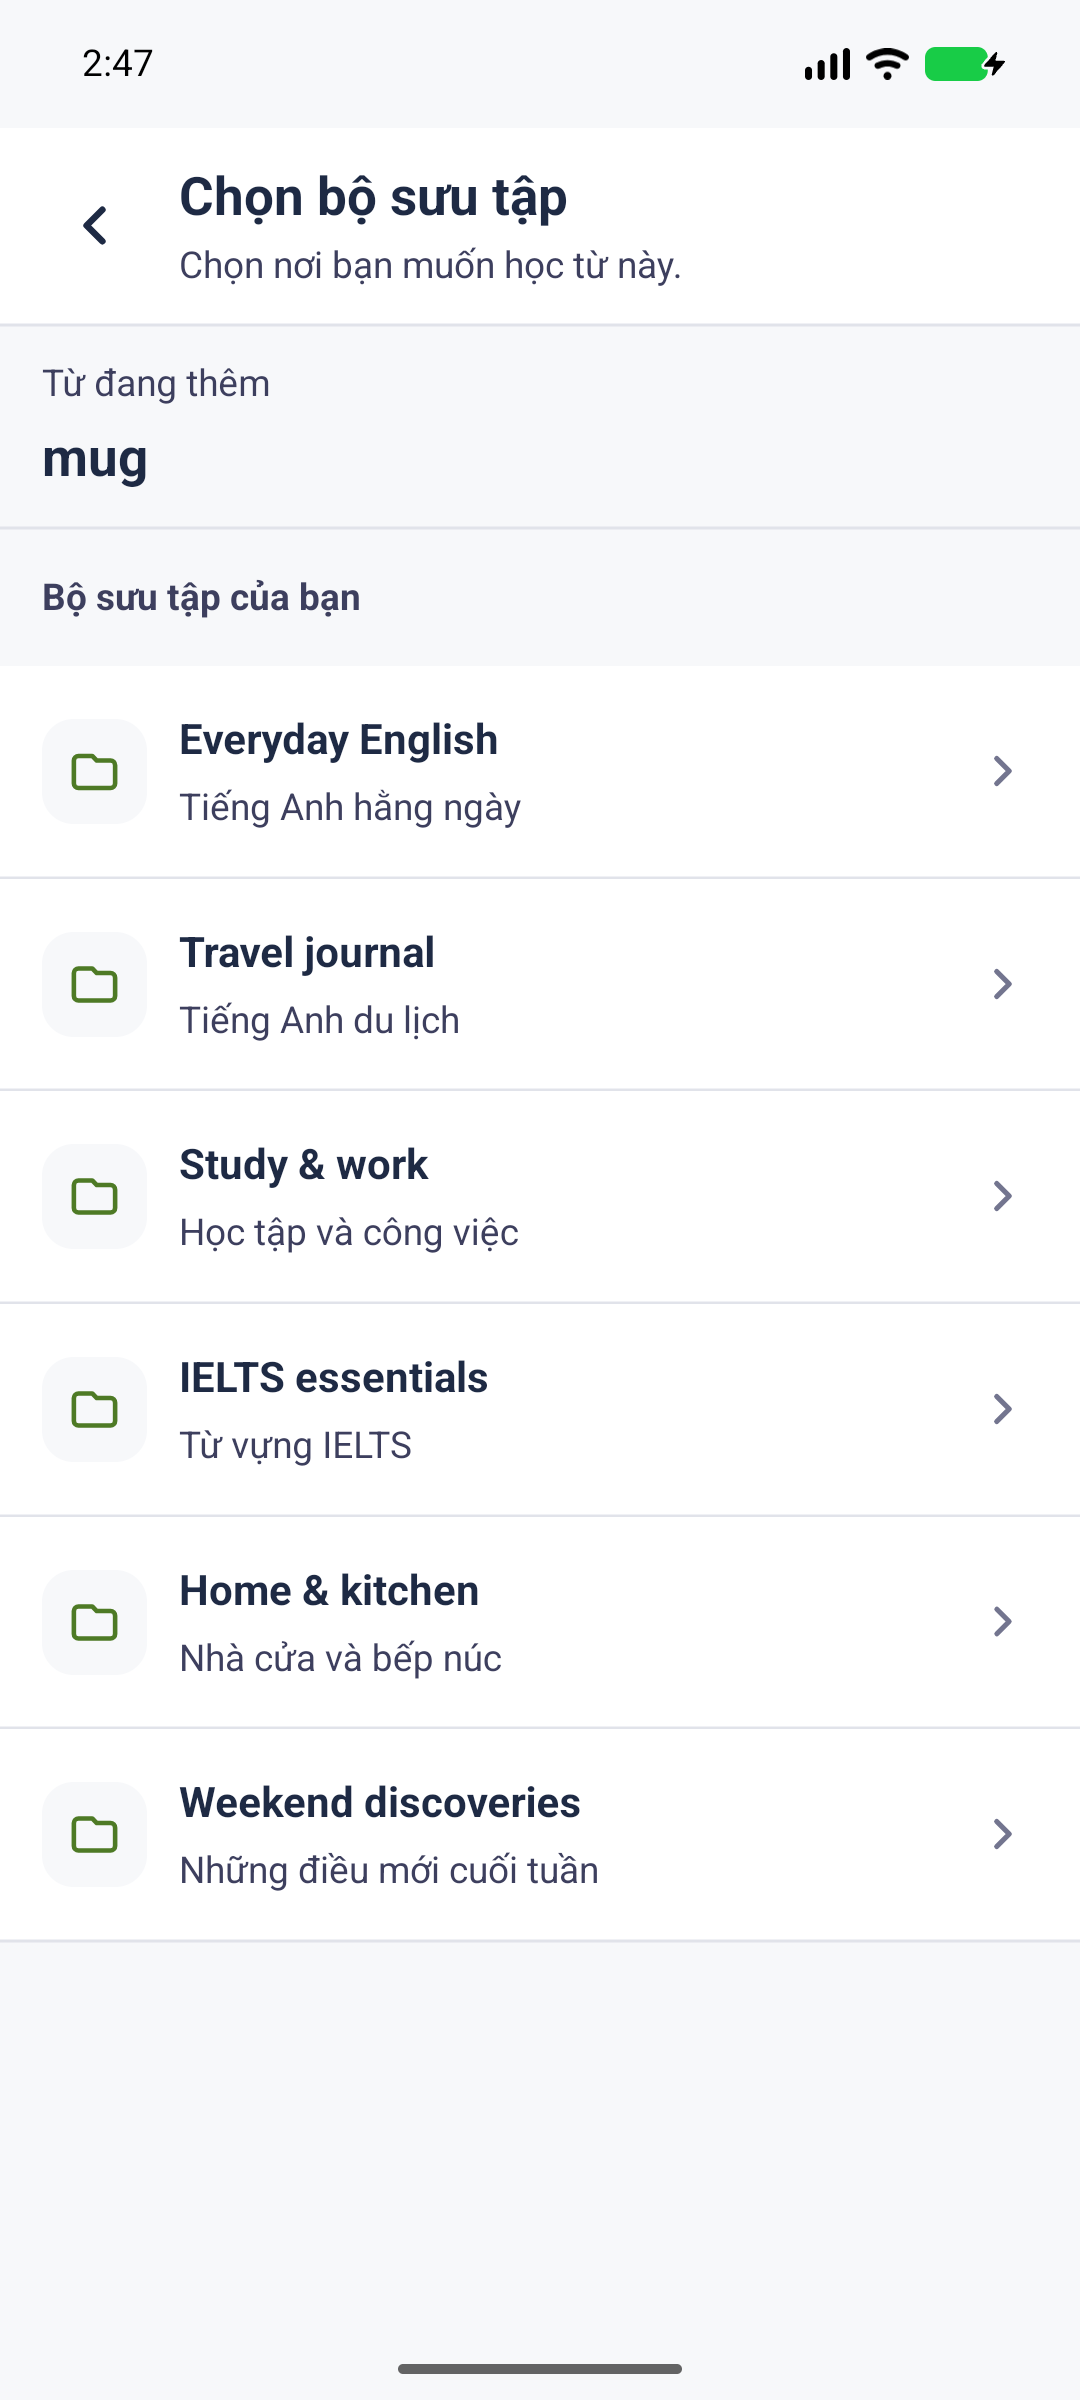 2:47
Chọn bộ sưu tập
Chọn nơi bạn muốn học từ này.
Từ đang thêm
mug
Bộ sưu tập của bạn
Everyday English
Tiếng Anh hằng ngày
Travel journal
Tiếng Anh du lịch
Study & work
Học tập và công việc
IELTS essentials
Từ vựng IELTS
Home & kitchen
Nhà cửa và bếp núc
Weekend discoveries
Những điều mới cuối tuần